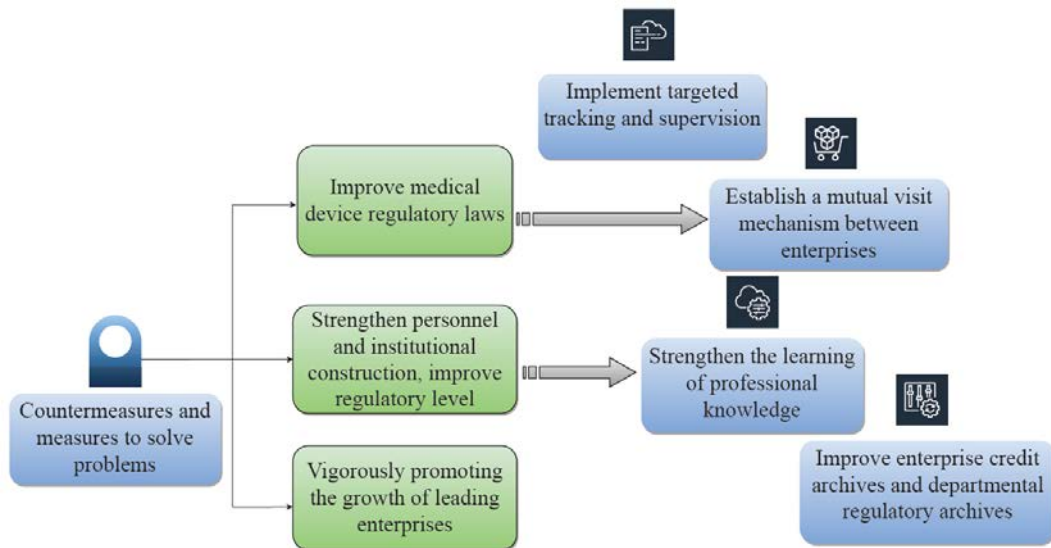 Implement targeted
tracking and supervision
Improve medical
device regulatory laws
Establish a mutual visit
mechanism between
enterprises
Strengthen personnel
and institutional
construction, improve
regulatory level
Strengthen the learning
of professional
knowledge
Countermeasures and
measures to solve
problems
Vigorously promoting
the growth of leading
enterprises
Improve enterprise credit
archives and departmental
regulatory archives